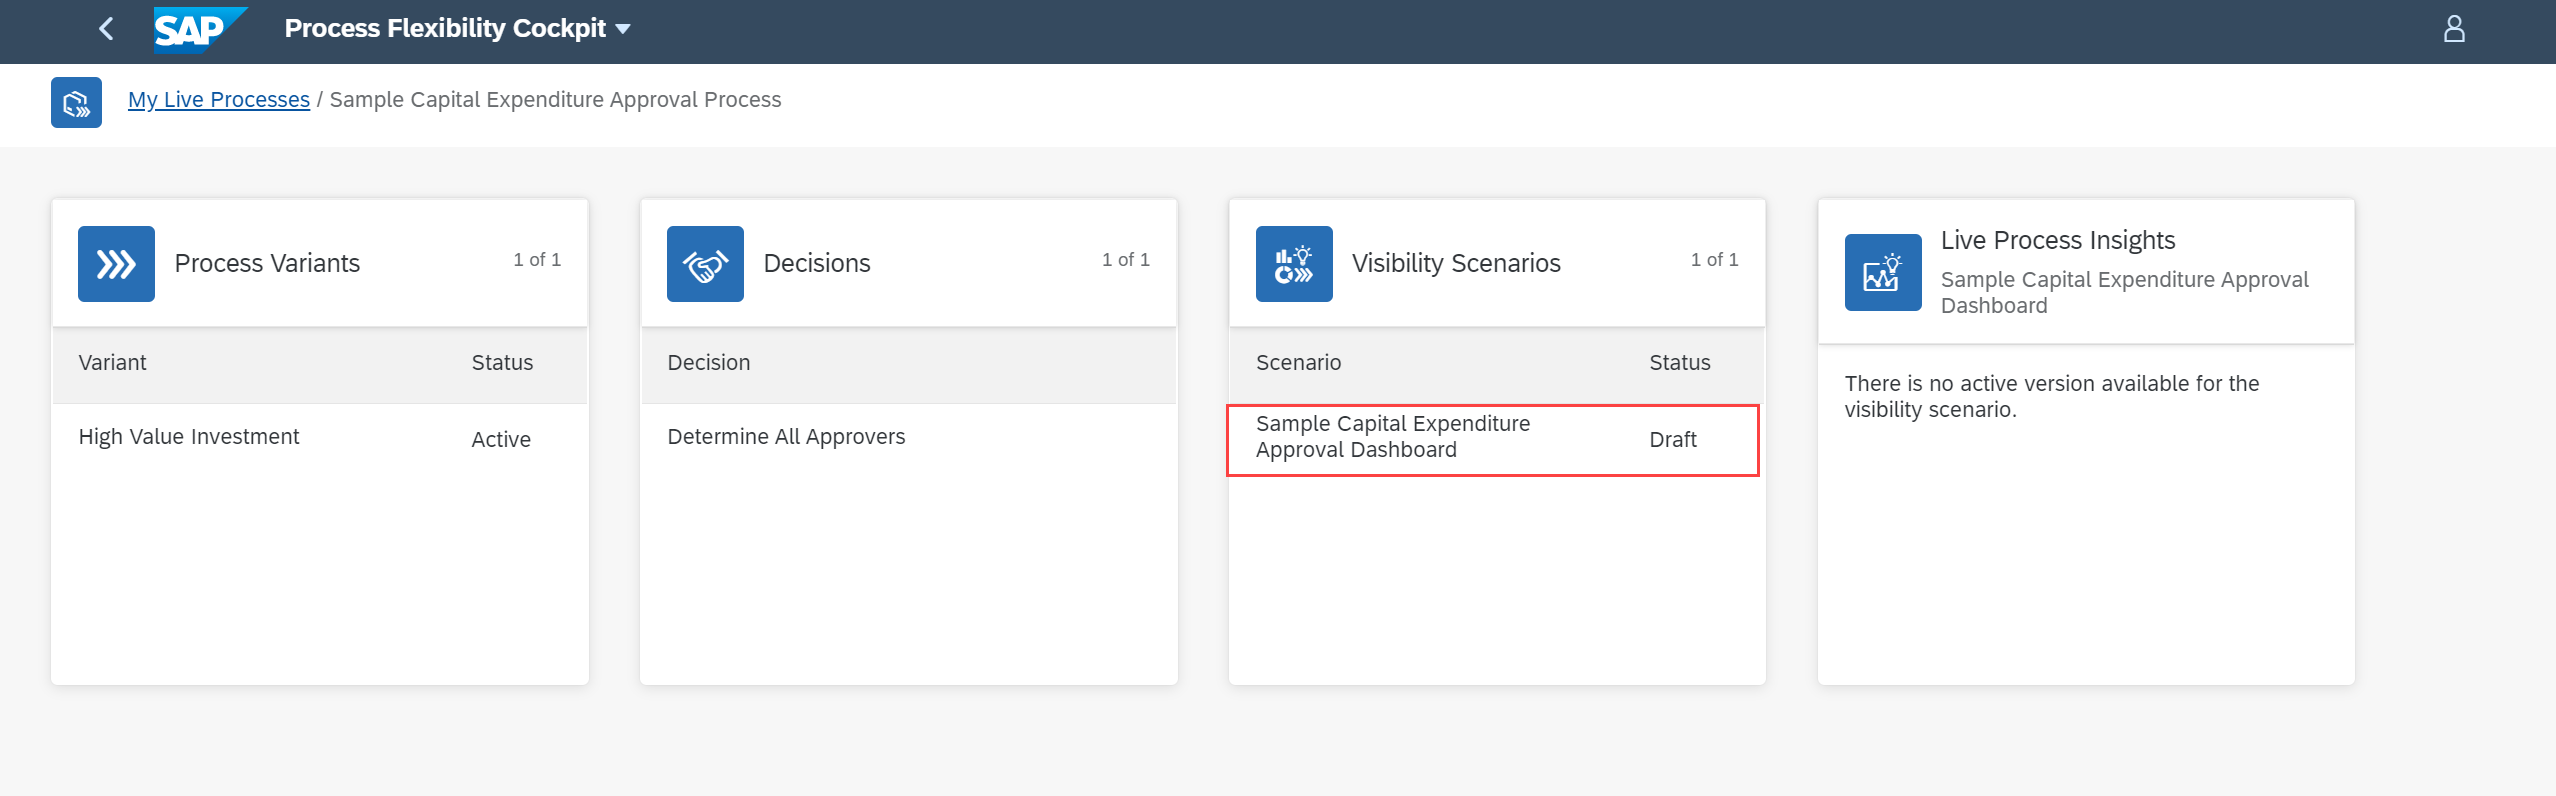 SAP Process Flexibility Cockpit
My Live Processes / Sample Capital Expenditure Approval Process
Process Variants 1 of 1
Variant Status
High Value Investment Active
Decisions 1 of 1
Decision
Determine All Approvers
Visibility Scenarios 1 of 1
Scenario Status
Sample Capital Expenditure
Approval Dashboard Draft
Live Process Insights
Sample Capital Expenditure Approval
Dashboard
There is no active version available for the
visibility scenario.